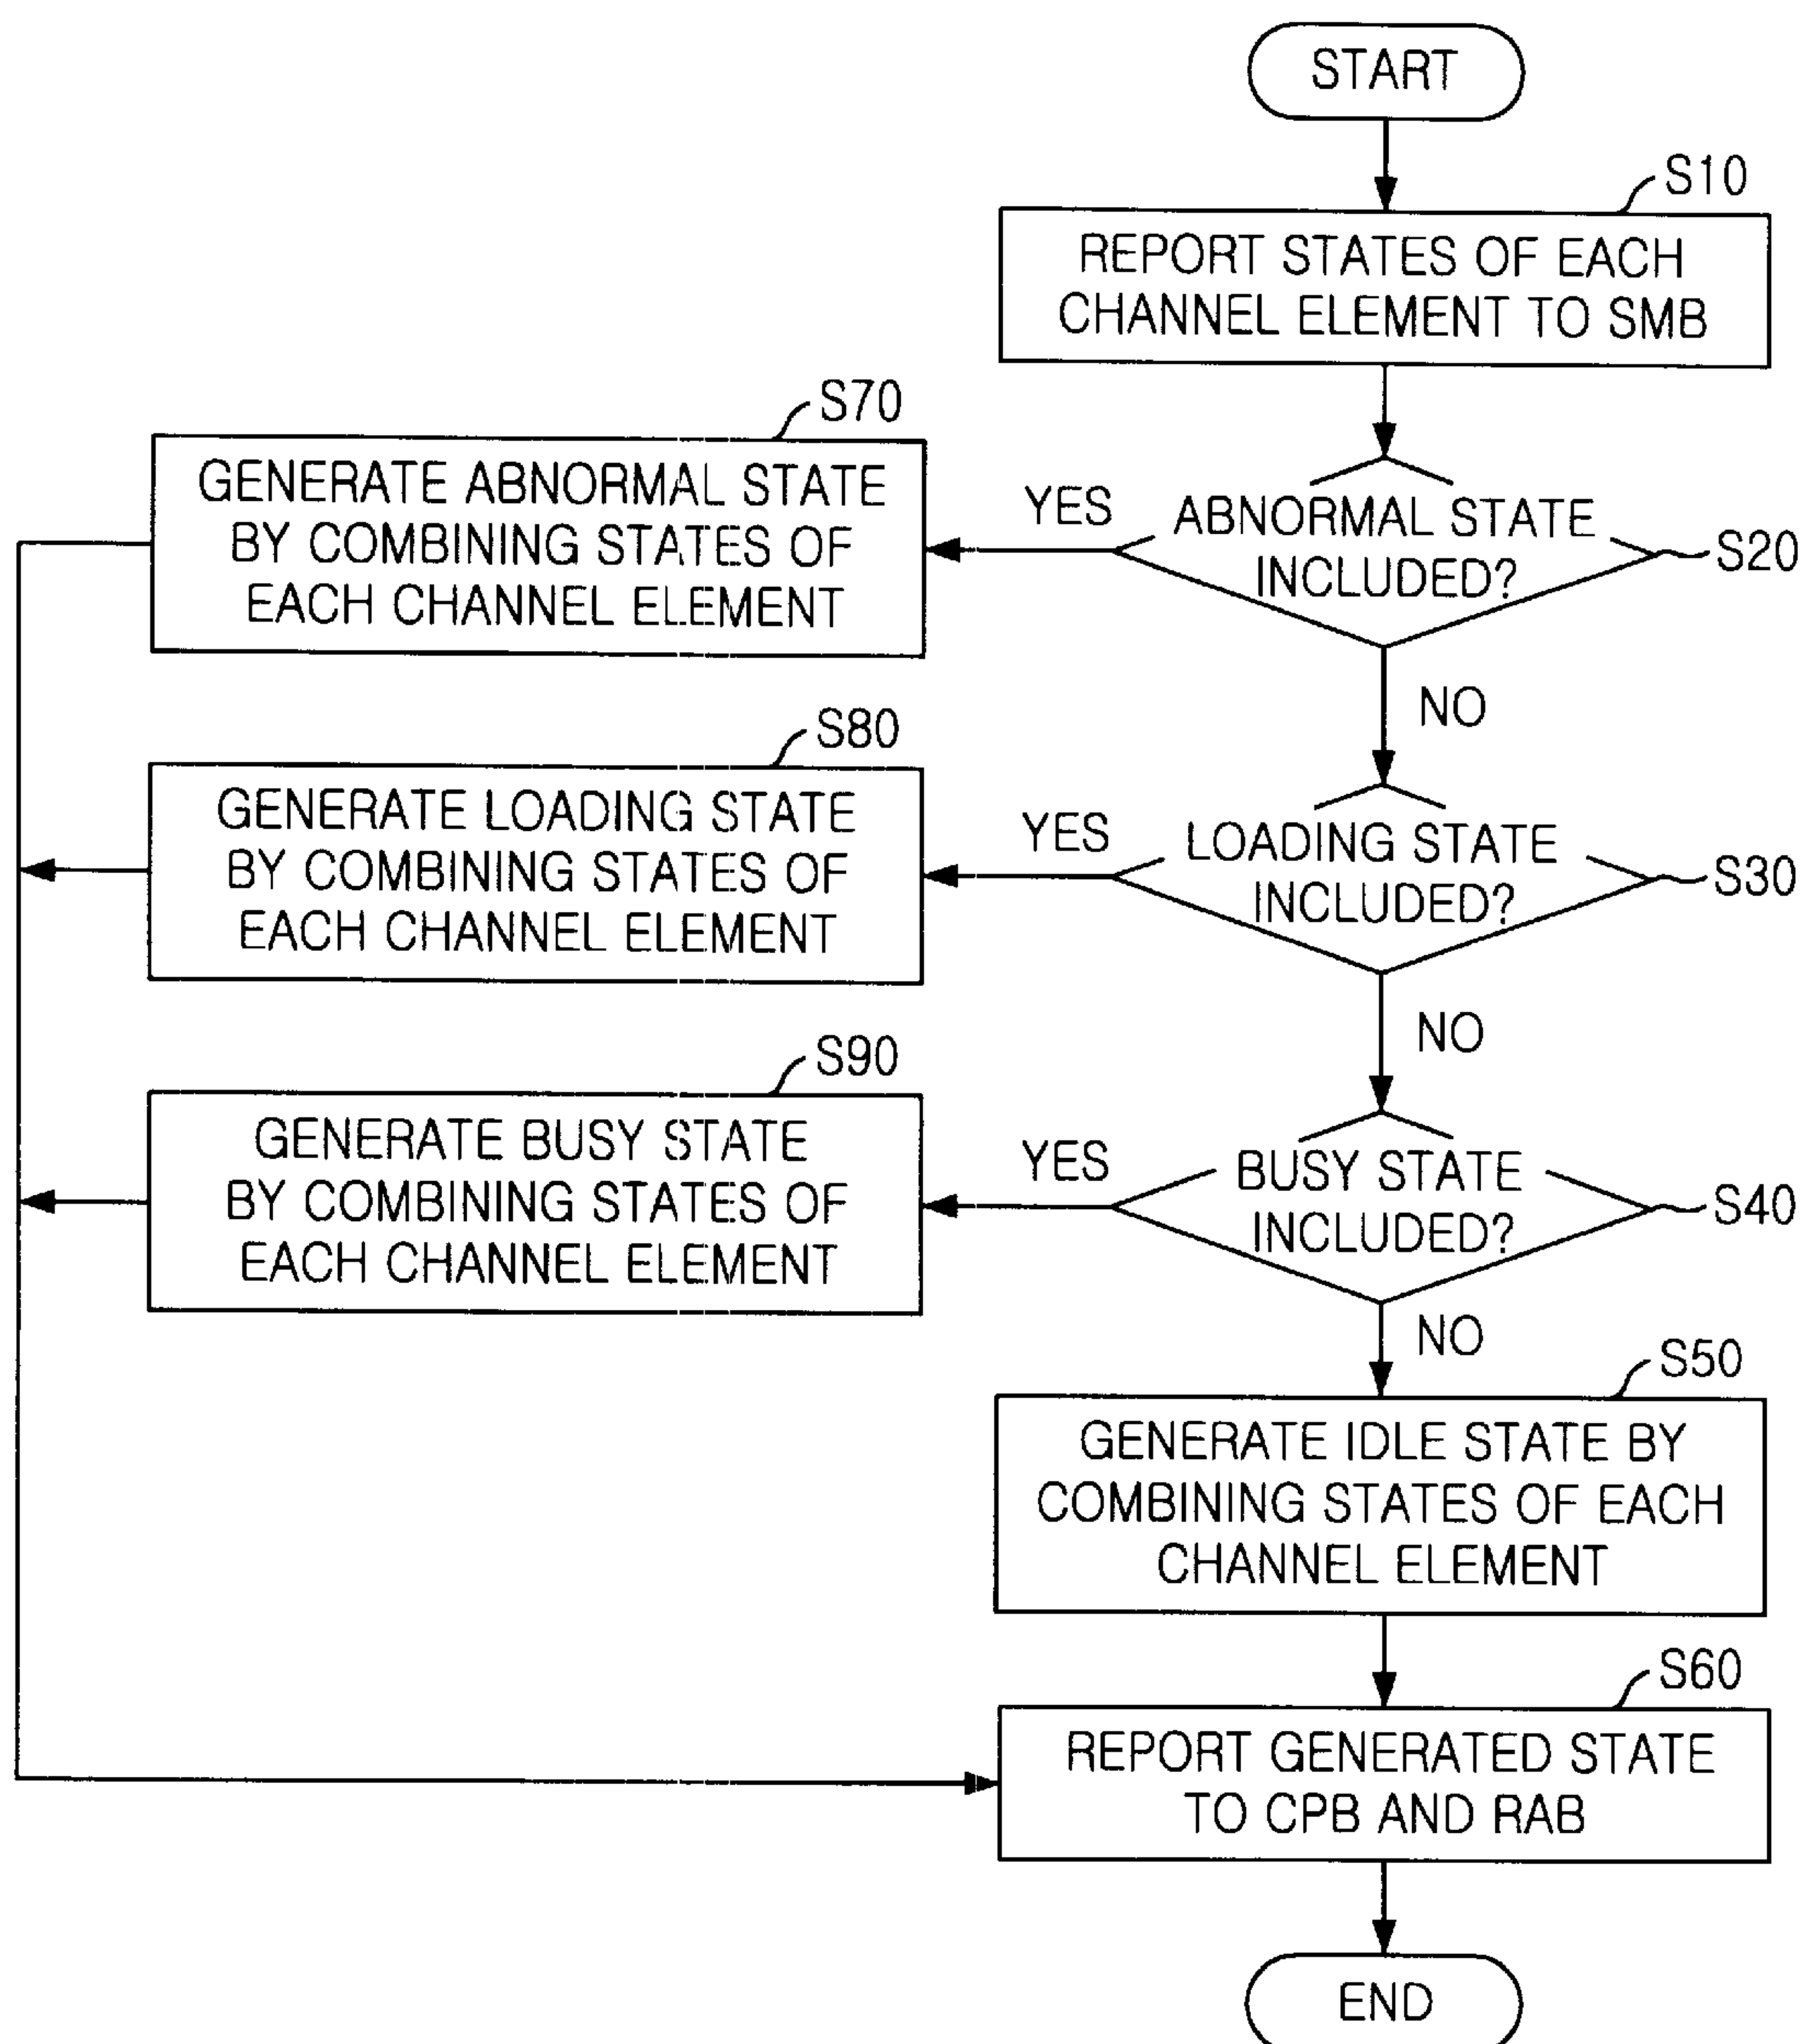 START
S10
REPORT STATES OF EACH
CHANNEL ELEMENT TO SMB
S70
GENERATE ABNORMAL STATE
BY COMBINING STATES OF
EACH CHANNEL ELEMENT
YES
ABNORMAL STATE
INCLUDED?
S20
NO
S80
GENERATE LOADING STATE
BY COMBINING STATES OF
EACH CHANNEL ELEMENT
YES
LOADING STATE
INCLUDED?
S30
NO
S90
GENERATE BUSY STATE
BY COMBINING STATES OF
EACH CHANNEL ELEMENT
YES
BUSY STATE
INCLUDED?
S40
NO
S50
GENERATE IDLE STATE BY
COMBINING STATES OF EACH
CHANNEL ELEMENT
S60
REPORT GENERATED STATE
TO CPB AND RAB
END